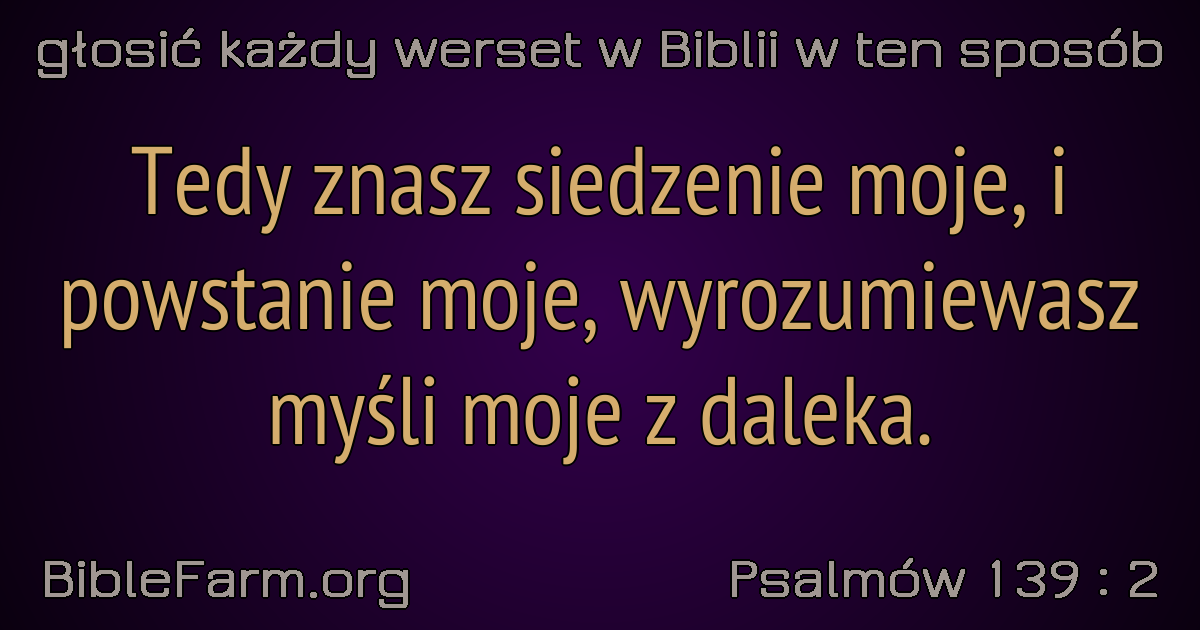 głosić każdy werset w Biblii w ten sposób
Tedy znasz siedzenie moje, i
powstanie moje, wyrozumiewasz
myśli moje z daleka.
BibleFarm.org
Psalmów 139 : 2